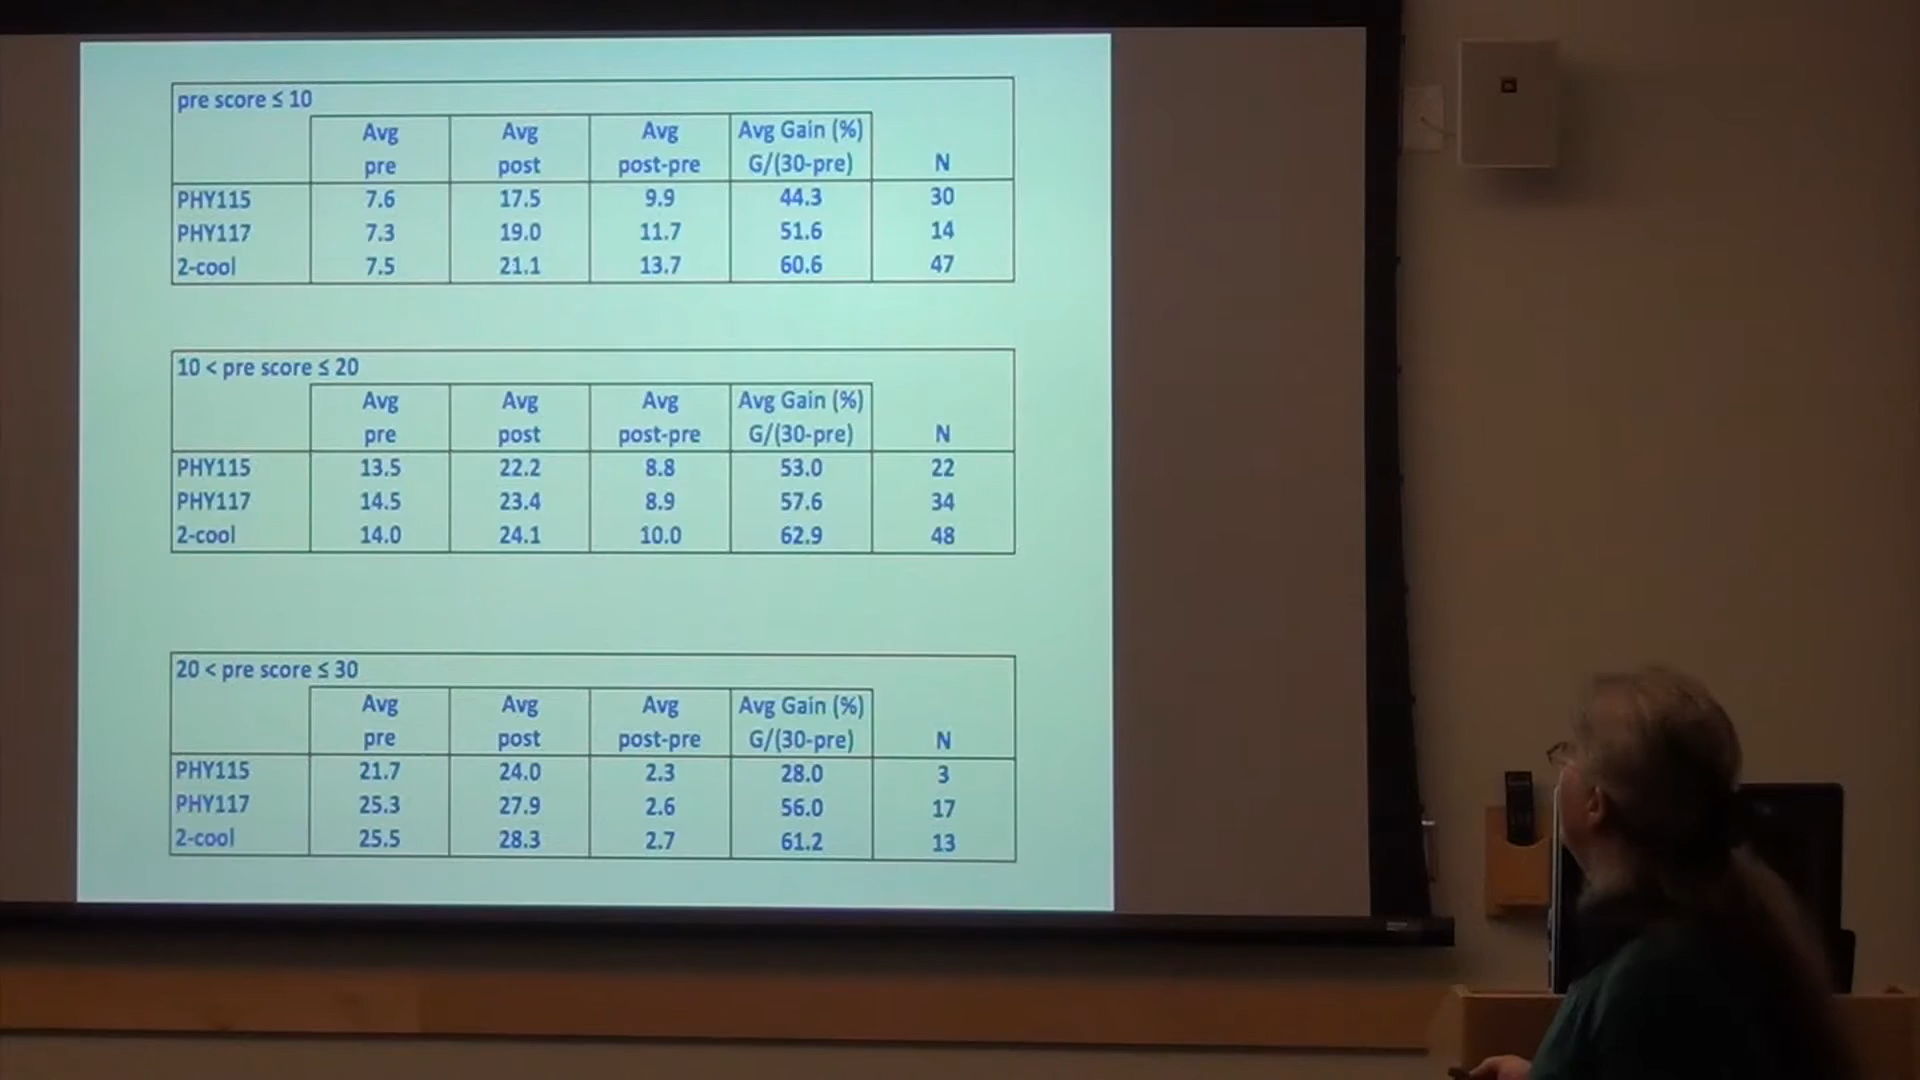 pre score ≤ 10
Avg Avg Avg Avg Gain (%)
pre post post-pre G/(30-pre) N
PHY115 7.6 17.5 9.9 44.3 30
PHY117 7.3 19.0 11.7 51.6 14
2-cool 7.5 21.1 13.7 60.6 47
10 < pre score ≤ 20
Avg Avg Avg Avg Gain (%)
pre post post-pre G/(30-pre) N
PHY115 13.5 22.2 8.8 53.0 22
PHY117 14.5 23.4 8.9 57.6 34
2-cool 14.0 24.1 10.0 62.9 48
20 < pre score ≤ 30
Avg Avg Avg Avg Gain (%)
pre post post-pre G/(30-pre) N
PHY115 21.7 24.0 2.3 28.0 3
PHY117 25.3 27.9 2.6 56.0 17
2-cool 25.5 28.3 2.7 61.2 13